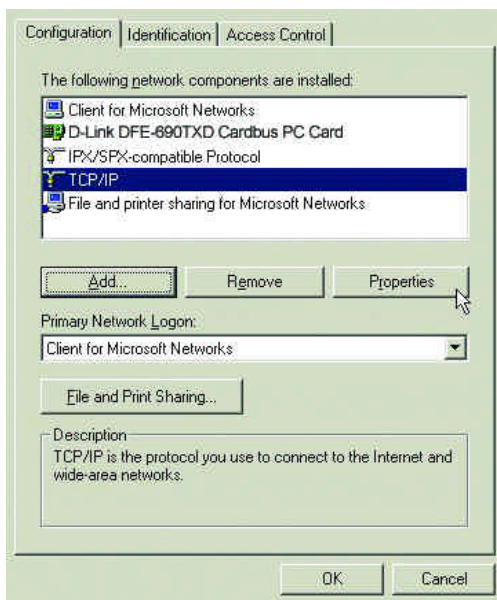 Configuration Identification Access Control
The following network components are installed:
Client for Microsoft Networks
D-Link DFE-690TXD Cardbus PC Card
IPX/SPX-compatible Protocol
TCP/IP
File and printer sharing for Microsoft Networks
Add... Remove Properties
Primary Network Logon:
Client for Microsoft Networks
File and Print Sharing...
Description
TCP/IP is the protocol you use to connect to the Internet and
wide-area networks.
OK Cancel